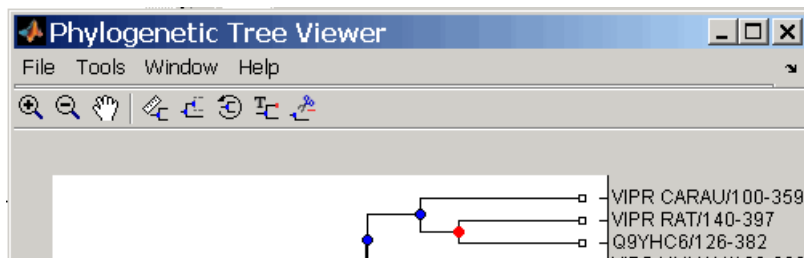 Phylogenetic Tree Viewer
File Tools Window Help
VIPR CARAU/100-359
VIPR RAT/140-397
Q9YHC6/126-382